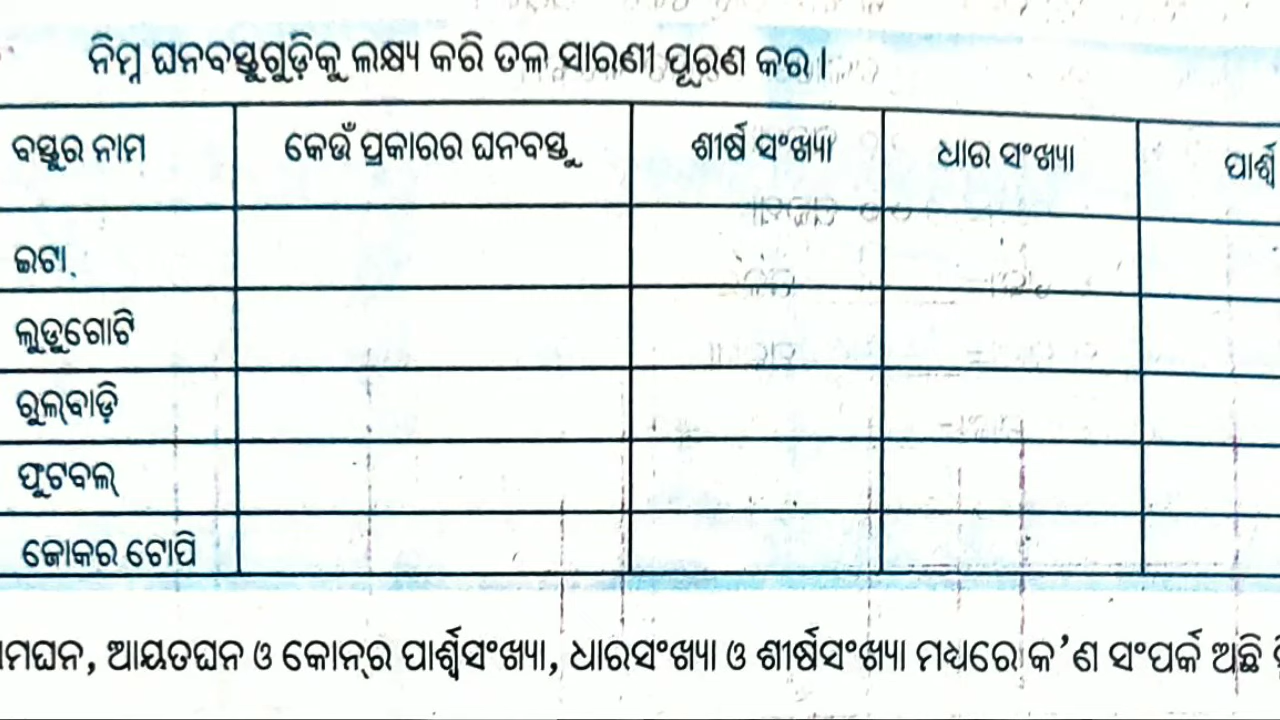 ନିମ୍ନ ଘନବସ୍ତୁଗୁଡ଼ିକୁ ଲକ୍ଷ୍ୟ କରି ତଳ ସାରଣୀ ପୂରଣ କର।
ବସ୍ତୁର ନାମ କେଉଁ ପ୍ରକାରର ଘନବସ୍ତୁ ଶୀର୍ଷ ସଂଖ୍ୟା ଧାର ସଂଖ୍ୟା ପାର୍ଶ୍ୱ
ଇଟା
ଲୁଡୁଗୋଟି
ରୁଲ୍‌ବାଡ଼ି
ଫୁଟବଲ୍
ଜୋକର ଟୋପି
ମଘନ, ଆୟତଘନ ଓ କୋନ୍‌ର ପାର୍ଶ୍ୱସଂଖ୍ୟା, ଧାରସଂଖ୍ୟା ଓ ଶୀର୍ଷସଂଖ୍ୟା ମଧ୍ୟରେ କ’ଣ ସଂପର୍କ ଅଛି